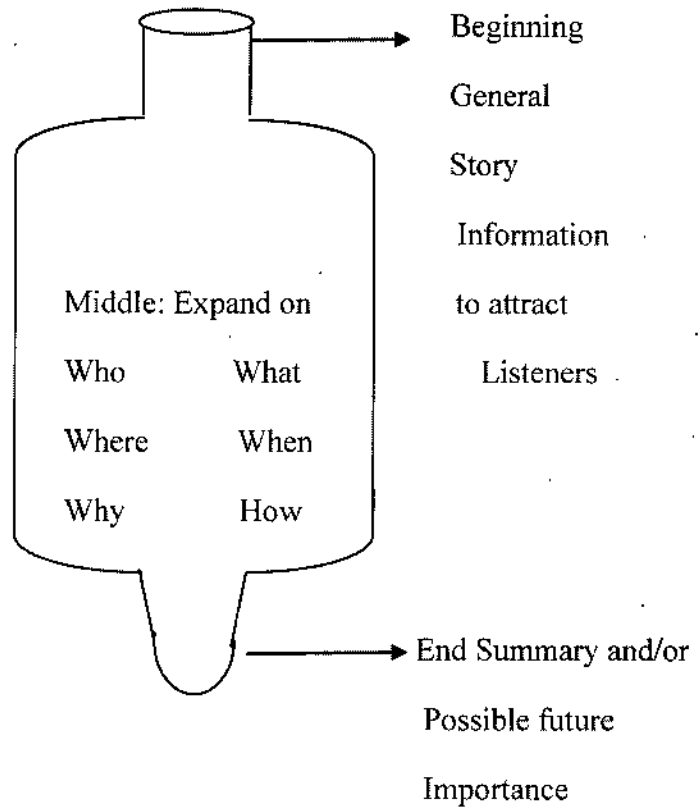 Beginning
General
Story
Information
to attract
Listeners
Middle: Expand on
Who What
Where When
Why How
End Summary and/or
Possible future
Importance